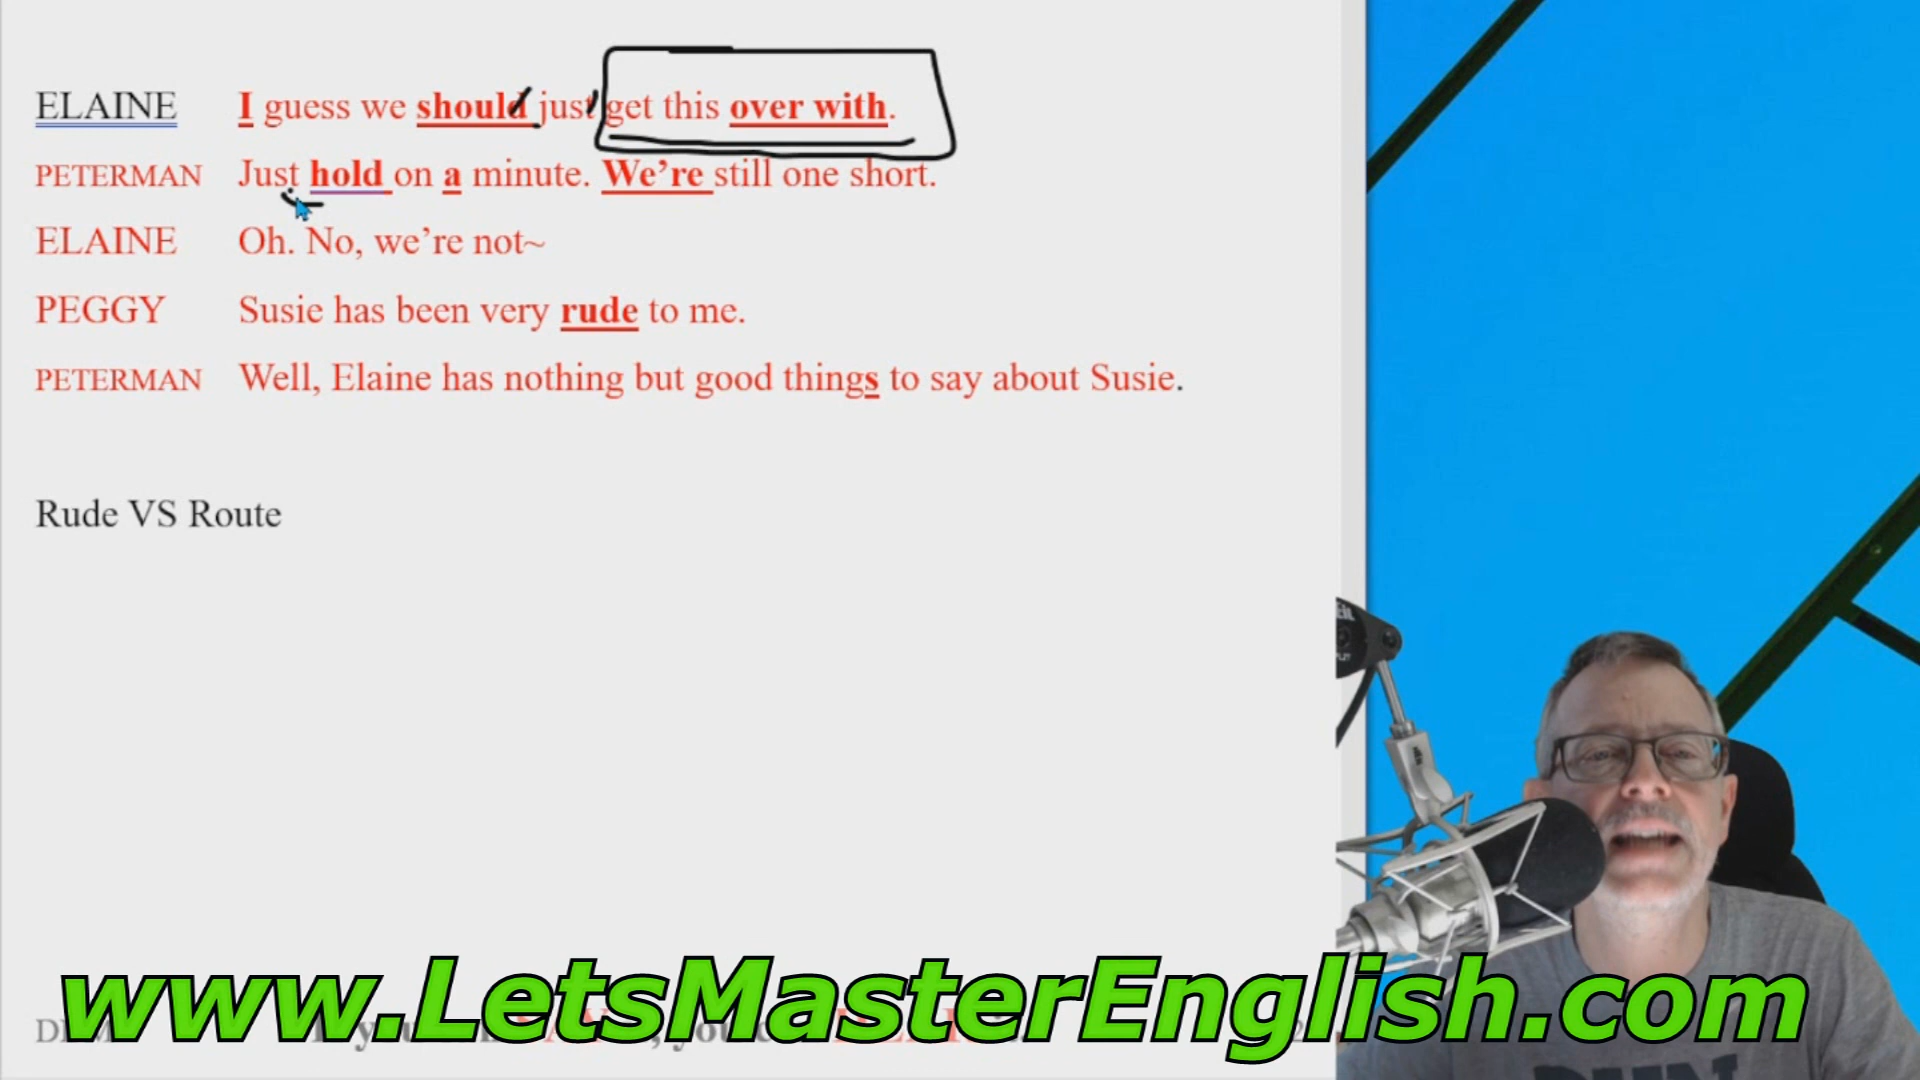 ELAINE I guess we should just get this over with.
PETERMAN Just hold on a minute. We’re still one short.
ELAINE Oh. No, we’re not~
PEGGY Susie has been very rude to me.
PETERMAN Well, Elaine has nothing but good things to say about Susie.
Rude VS Route
www.LetsMasterEnglish.com